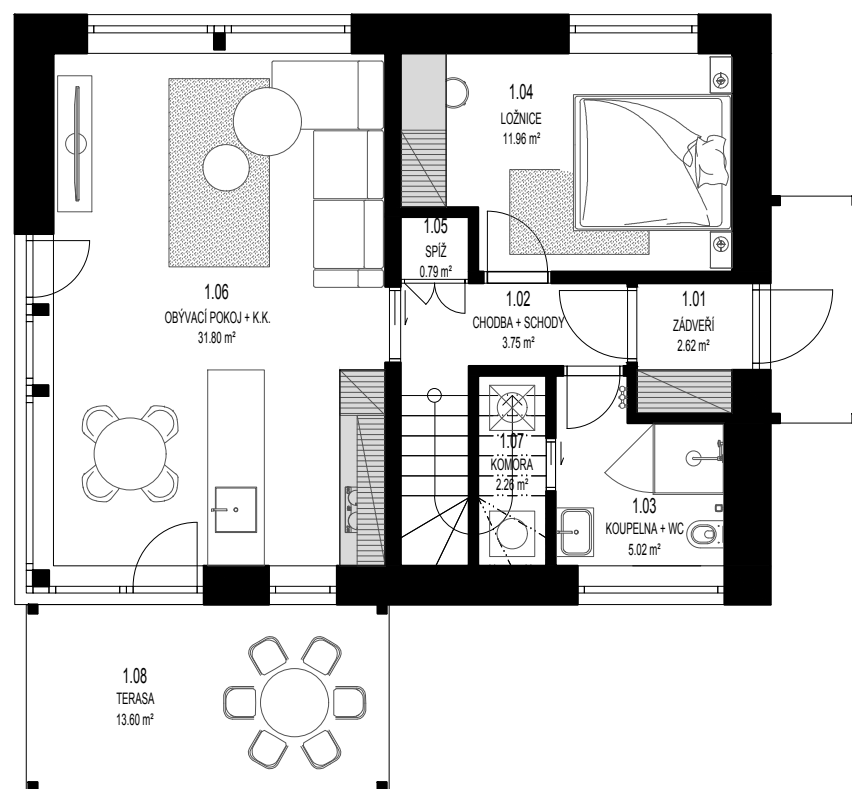 1.04
LOŽNICE
11.96 m²
1.05
SPÍŽ
0.79 m²
1.06
OBÝVACÍ POKOJ + K.K.
31.80 m²
1.02
CHODBA + SCHODY
3.75 m²
1.01
ZÁDVEŘÍ
2.62 m²
1.07
KOMORA
2.26 m²
1.03
KOUPELNA + WC
5.02 m²
1.08
TERASA
13.60 m²